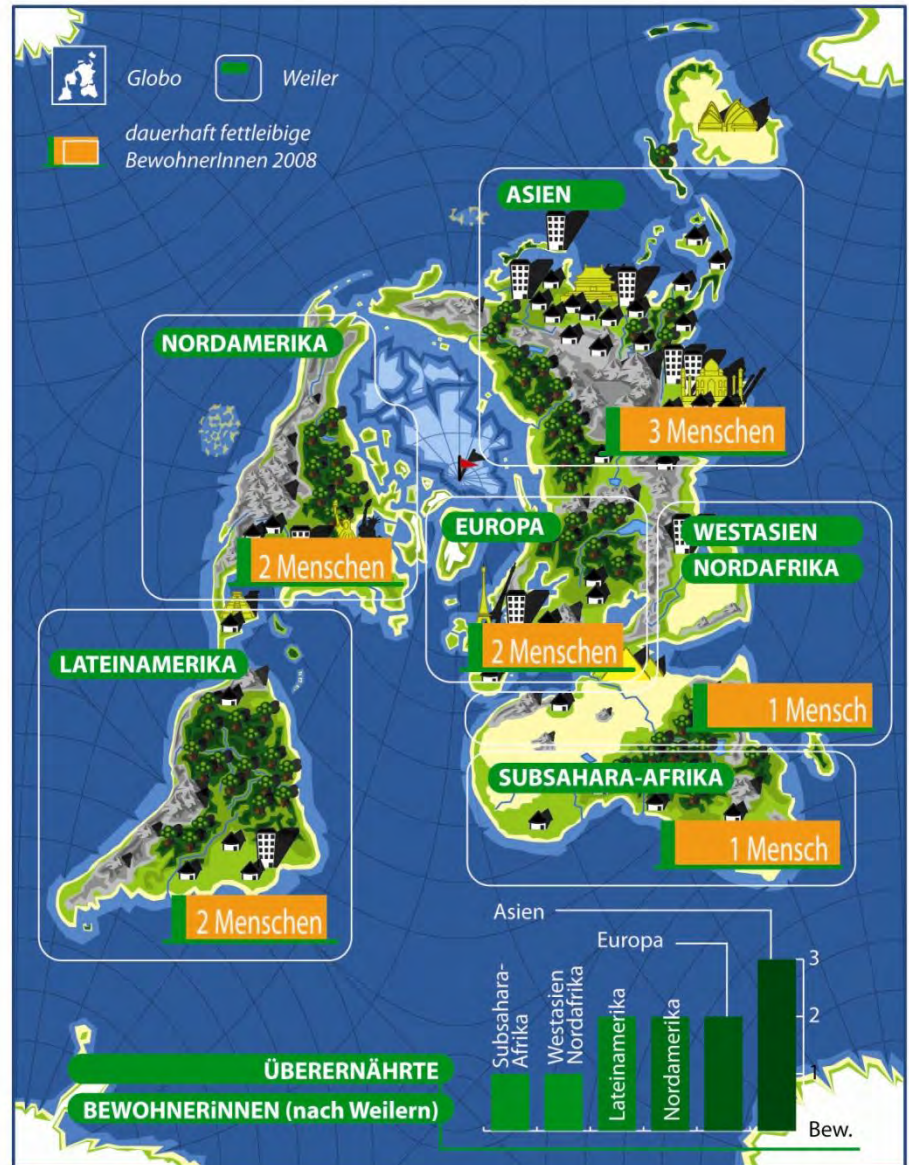 Globo
Weiler
dauerhaft fettleibige
BewohnerInnen 2008
ASIEN
NORDAMERIKA
3 Menschen
EUROPA
WESTASIEN
NORDAFRIKA
2 Menschen
2 Menschen
LATEINAMERIKA
1 Mensch
SUBSAHARA-AFRIKA
1 Mensch
2 Menschen
Asien
Europa
3
2
1
Subsahara-
Afrika
Westasien
Nordafrika
Lateinamerika
Nordamerika
Bew.
ÜBERERNÄHRTE
BEWOHNERiNNEN (nach Weilern)